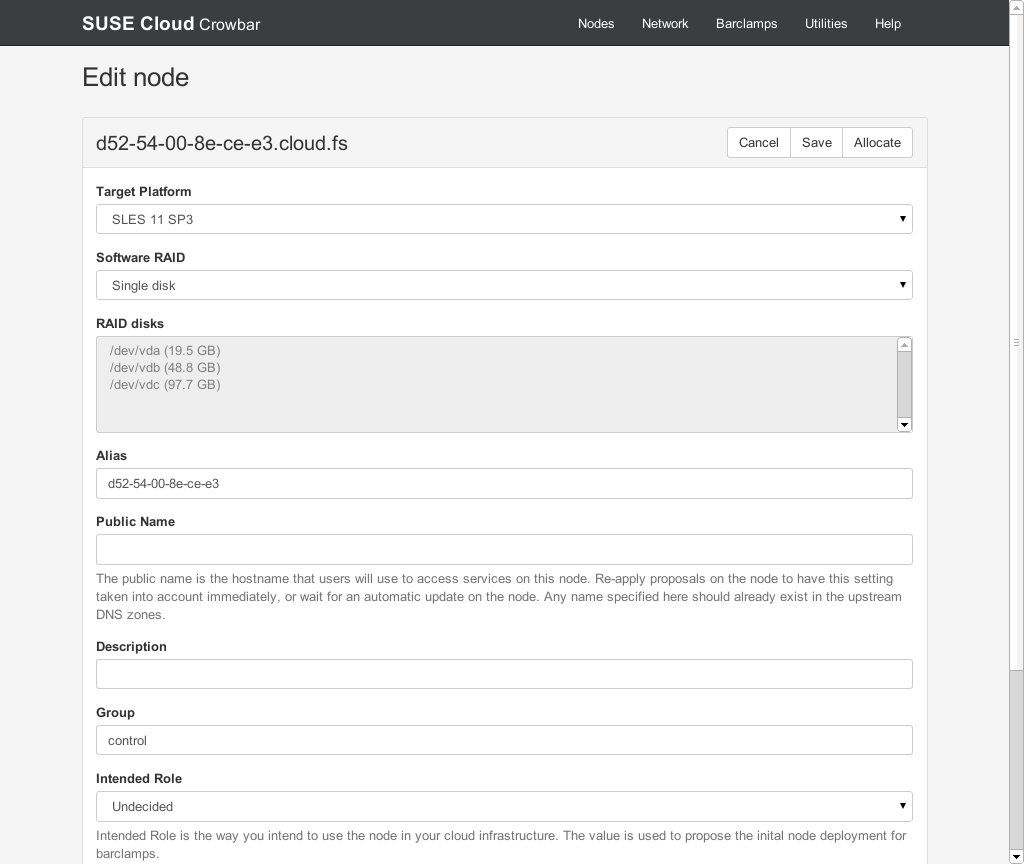 SUSE Cloud Crowbar
Nodes Network Barclamps Utilities Help
Edit node
d52-54-00-8e-ce-e3.cloud.fs
Cancel Save Allocate
Target Platform
SLES 11 SP3
Software RAID
Single disk
RAID disks
/dev/vda (19.5 GB)
/dev/vdb (48.8 GB)
/dev/vdc (97.7 GB)
Alias
d52-54-00-8e-ce-e3
Public Name
The public name is the hostname that users will use to access services on this node. Re-apply proposals on the node to have this setting
taken into account immediately, or wait for an automatic update on the node. Any name specified here should already exist in the upstream
DNS zones.
Description
Group
control
Intended Role
Undecided
Intended Role is the way you intend to use the node in your cloud infrastructure. The value is used to propose the inital node deployment for
barclamps.